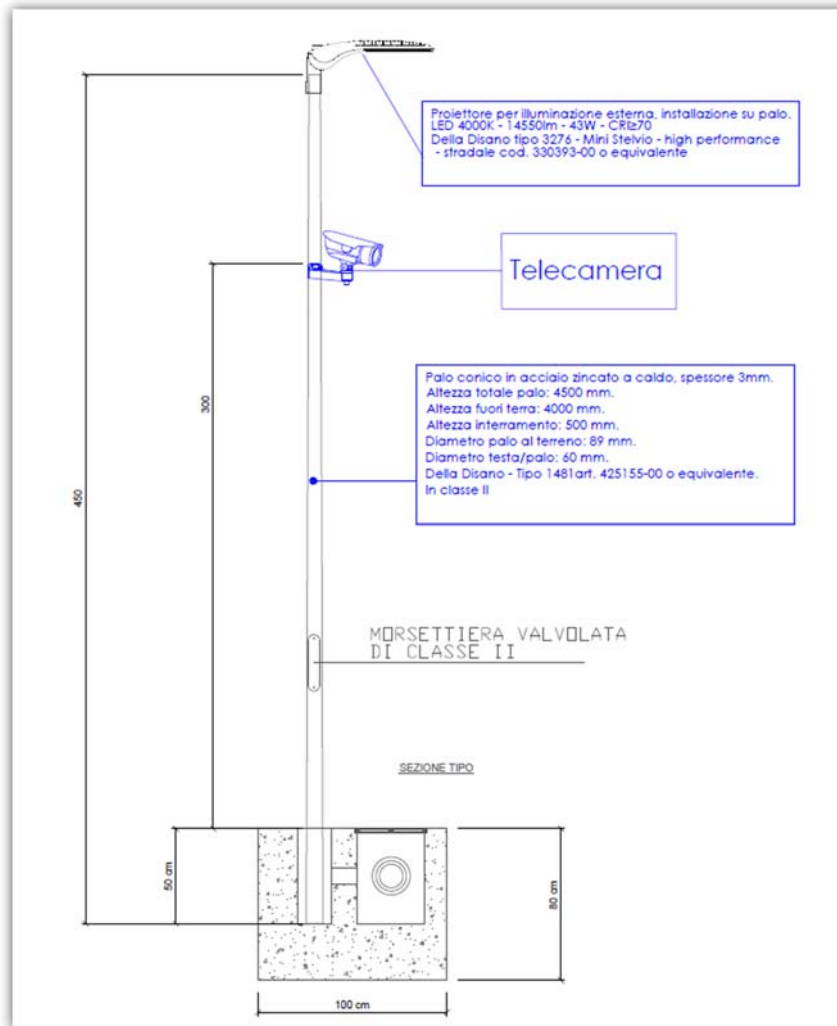 Proiettore per illuminazione esterna, installazione su palo.
LED 4000K - 14550lm - 43W - CRI≥70
Della Disano tipo 3276 - Mini Stelvio - high performance
- stradale cod. 330393-00 o equivalente
Telecamera
Palo conico in acciaio zincato a caldo, spessore 3mm.
Altezza totale palo: 4500 mm.
Altezza fuori terra: 4000 mm.
Altezza interramento: 500 mm.
Diametro palo al terreno: 89 mm.
Diametro testa/palo: 60 mm.
Della Disano - Tipo 1481art. 425155-00 o equivalente.
In classe II
300
450
MORSETTIERA VALVOLATA
DI CLASSE II
SEZIONE TIPO
50 cm
80 cm
100 cm